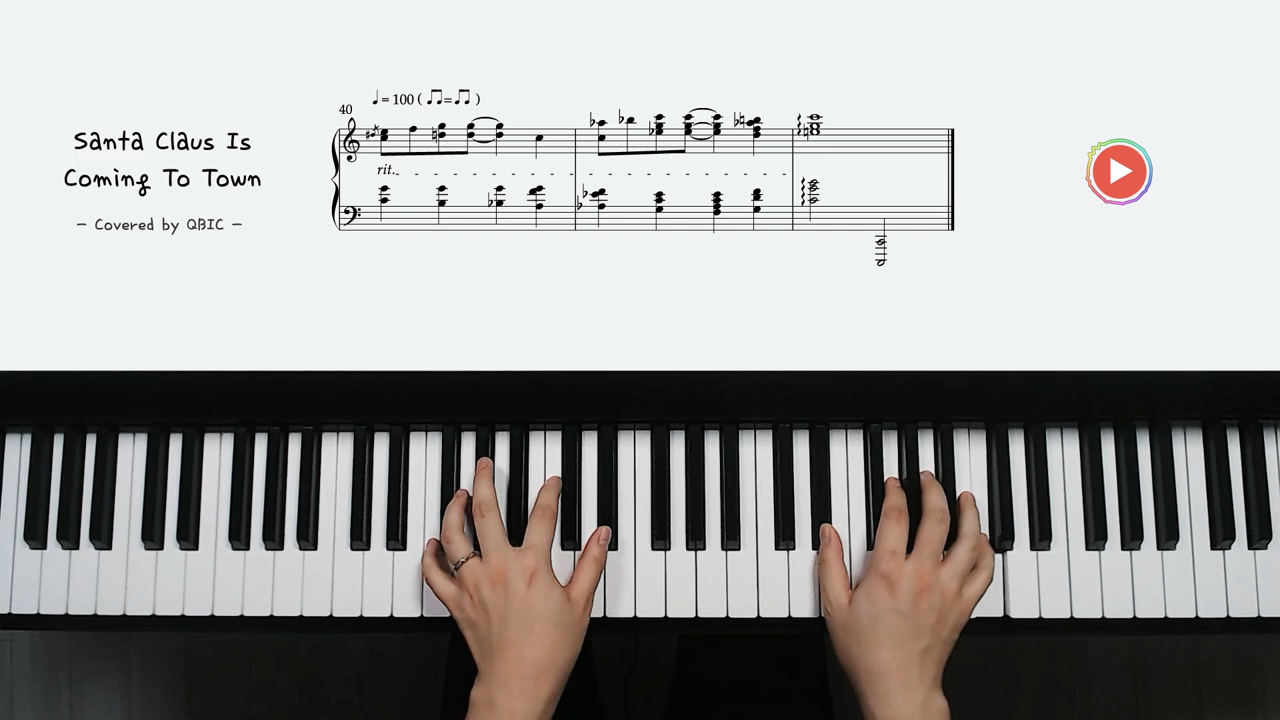 Santa Claus Is
Coming To Town
– Covered by QBIC –
40
♩= 100 ( ♫=♫ )
rit.